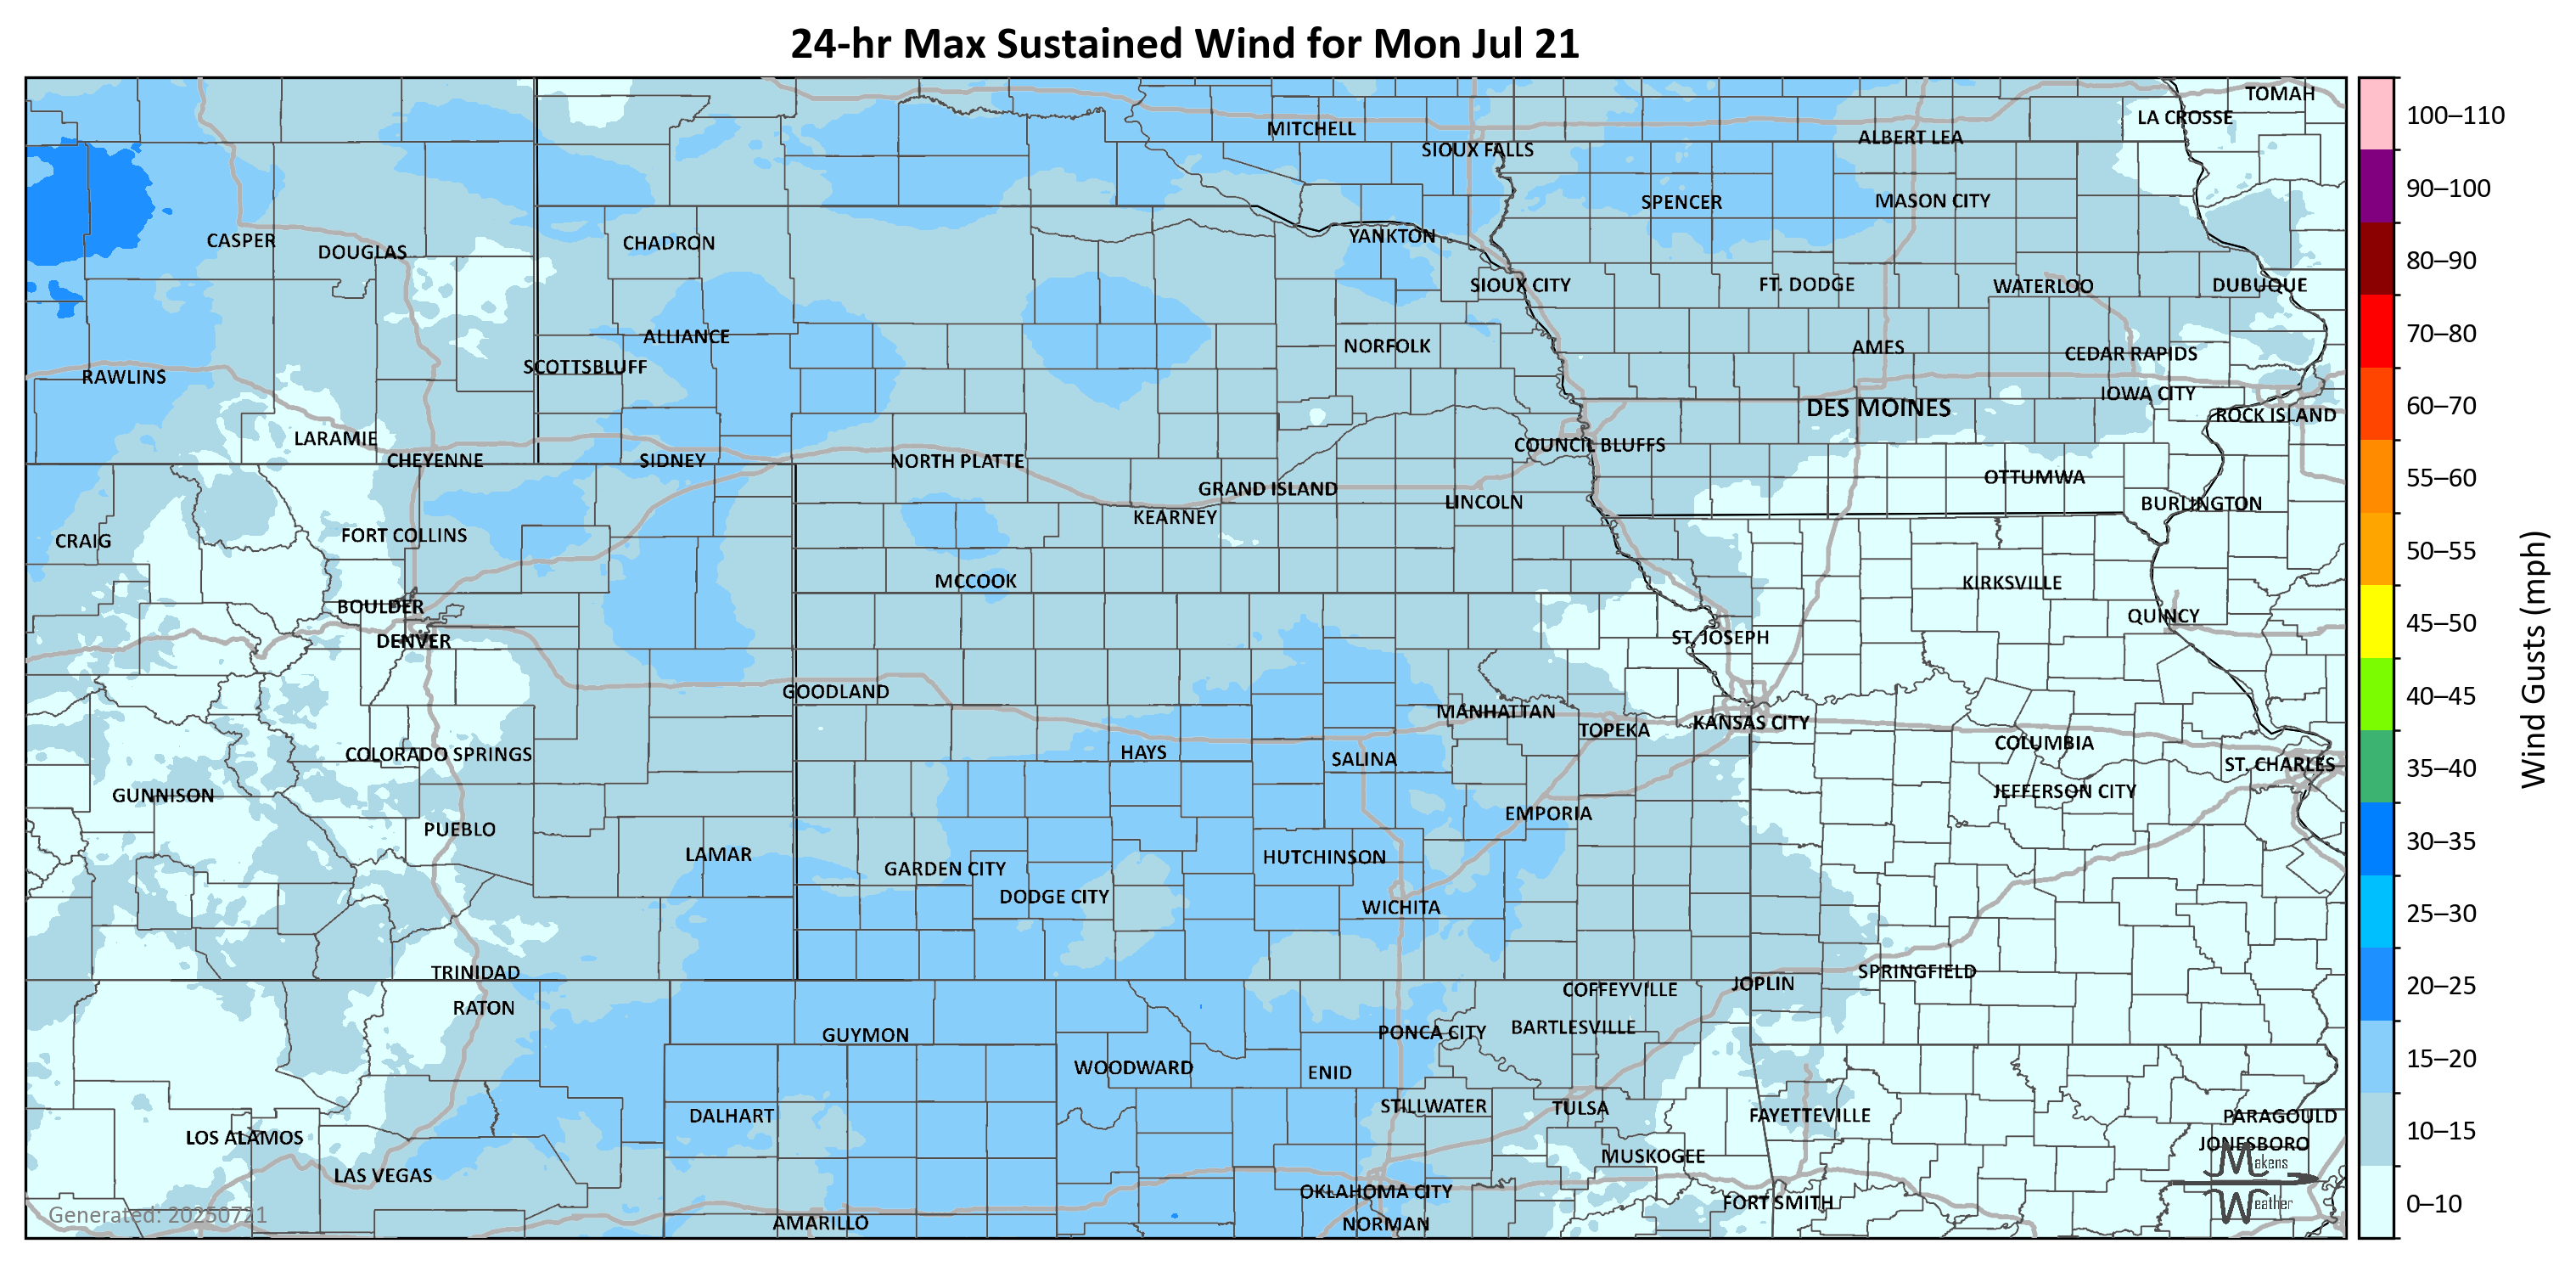 24-hr Max Sustained Wind for Mon Jul 21
TOMAH
LA CROSSE
MITCHELL
ALBERT LEA
SIOUX FALLS
SPENCER
MASON CITY
CASPER
DOUGLAS
CHADRON
YANKTON
SIOUX CITY
FT. DODGE
WATERLOO
DUBUQUE
ALLIANCE
NORFOLK
AMES
CEDAR RAPIDS
SCOTTSBLUFF
RAWLINS
IOWA CITY
DES MOINES
ROCK ISLAND
LARAMIE
COUNCIL BLUFFS
CHEYENNE
SIDNEY
NORTH PLATTE
OTTUMWA
GRAND ISLAND
LINCOLN
BURLINGTON
KEARNEY
FORT COLLINS
CRAIG
MCCOOK
KIRKSVILLE
BOULDER
QUINCY
DENVER
ST. JOSEPH
GOODLAND
MANHATTAN
TOPEKA
KANSAS CITY
COLUMBIA
COLORADO SPRINGS
HAYS
SALINA
ST. CHARLES
GUNNISON
JEFFERSON CITY
EMPORIA
PUEBLO
LAMAR
GARDEN CITY
HUTCHINSON
DODGE CITY
WICHITA
TRINIDAD
SPRINGFIELD
JOPLIN
COFFEYVILLE
RATON
GUYMON
PONCA CITY
BARTLESVILLE
WOODWARD
ENID
DALHART
STILLWATER
TULSA
FAYETTEVILLE
PARAGOULD
LOS ALAMOS
JONESBORO
MUSKOGEE
LAS VEGAS
OKLAHOMA CITY
FORT SMITH
AMARILLO
NORMAN
Generated: 20250721
Makens
Weather
100–110
90–100
80–90
70–80
60–70
55–60
50–55
45–50
40–45
35–40
30–35
25–30
20–25
15–20
10–15
0–10
Wind Gusts (mph)